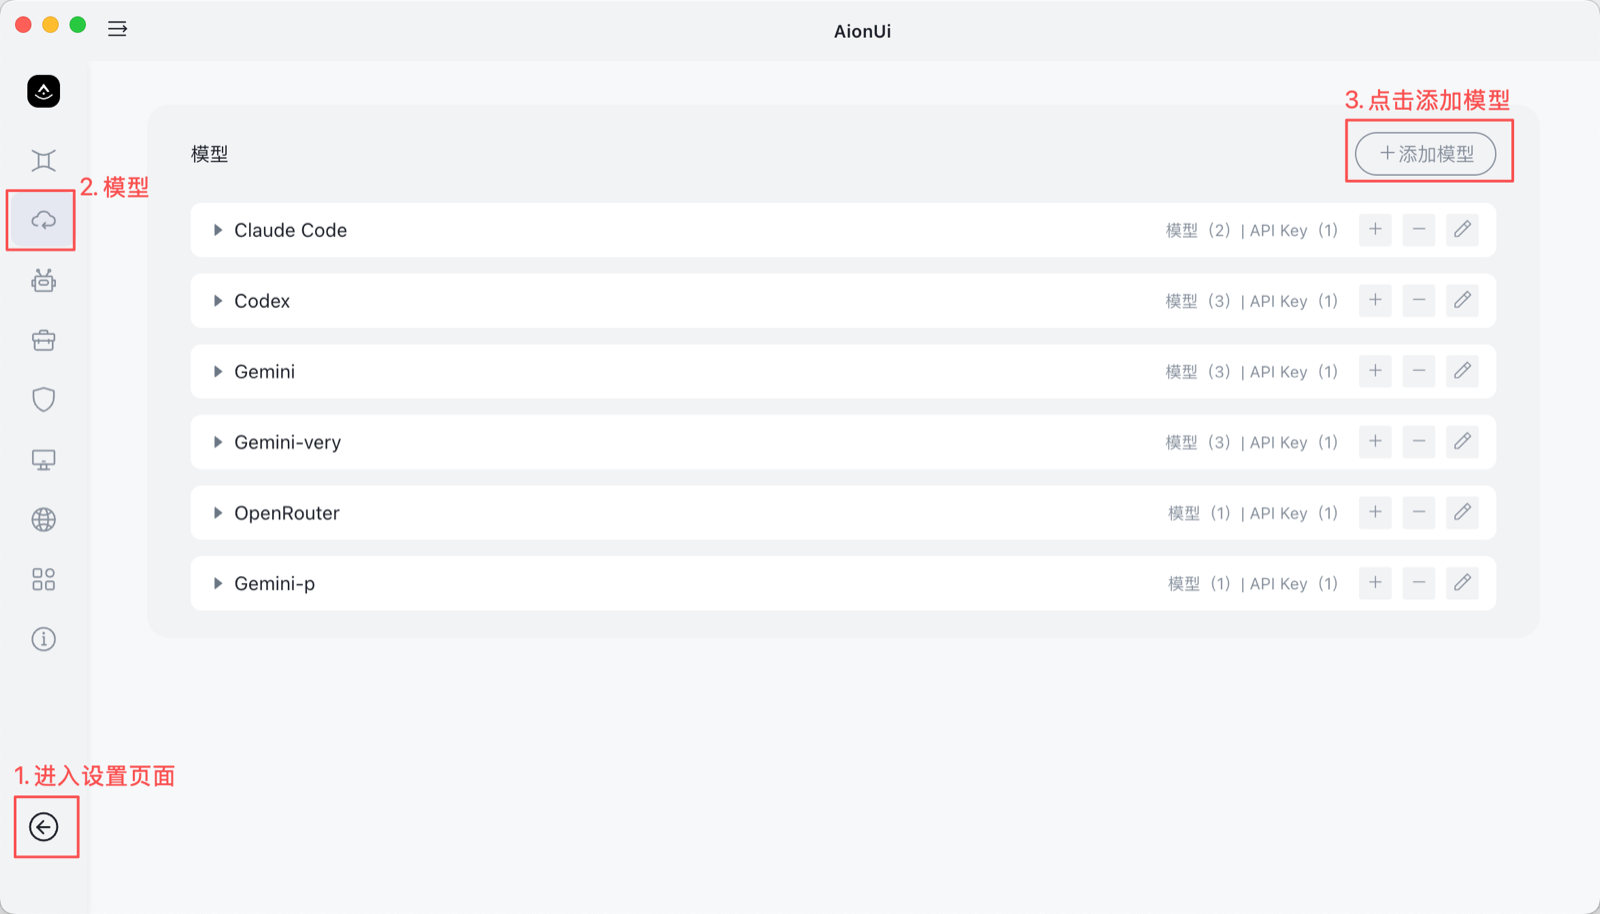 AionUi
3.点击添加模型
模型
+添加模型
2.模型
Claude Code
模型（2）| API Key（1）
Codex
模型（3）| API Key（1）
Gemini
模型（3）| API Key（1）
Gemini-very
模型（3）| API Key（1）
OpenRouter
模型（1）| API Key（1）
Gemini-p
模型（1）| API Key（1）
1.进入设置页面